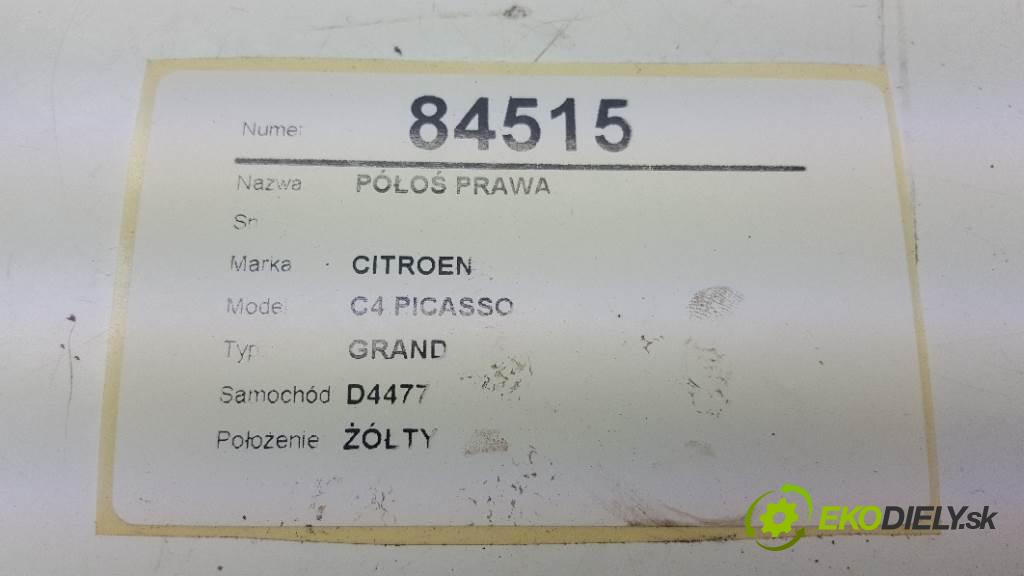 Numer 84515
Nazwa PÓŁOŚ PRAWA
Sn
Marka CITROEN
Model C4 PICASSO
Typ GRAND
Samochód D4477
Położenie ŻÓŁTY
EKODIELY.sk